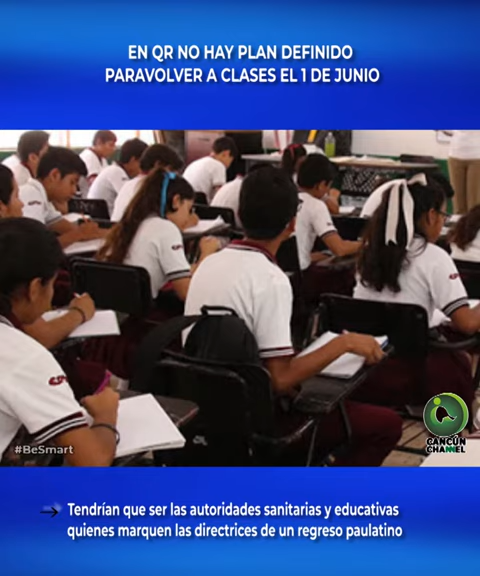 EN QR NO HAY PLAN DEFINIDO
PARAVOLVER A CLASES EL 1 DE JUNIO
#BeSmart
CANCÚN
CHANNEL
Tendrían que ser las autoridades sanitarias y educativas
quienes marquen las directrices de un regreso paulatino